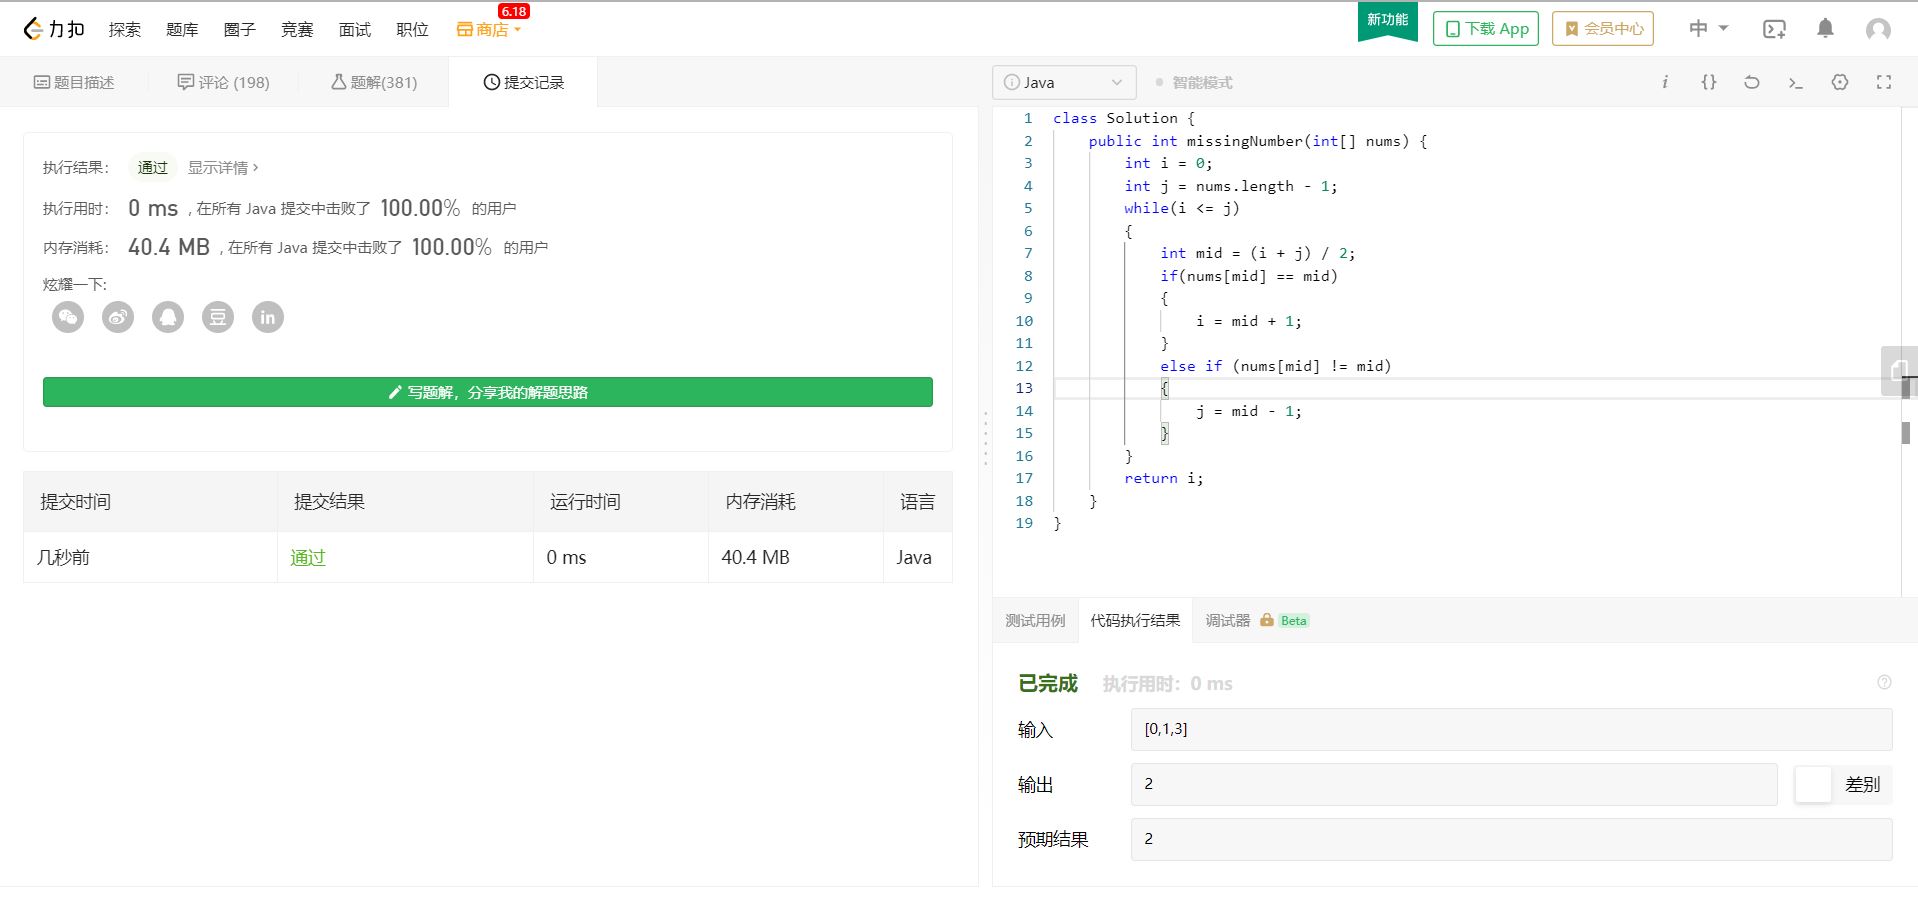 力扣 探索 题库 圈子 竞赛 面试 职位 商店 6.18 新功能 下载 App 会员中心 中
题目描述 评论 (198) 题解(381) 提交记录
执行结果： 通过 显示详情 ›
执行用时： 0 ms , 在所有 Java 提交中击败了 100.00% 的用户
内存消耗： 40.4 MB , 在所有 Java 提交中击败了 100.00% 的用户
炫耀一下:
豆 in
写题解，分享我的解题思路
提交时间 提交结果 运行时间 内存消耗 语言
几秒前 通过 0 ms 40.4 MB Java
i Java 智能模式 i {} >_
1 class Solution {
2 public int missingNumber(int[] nums) {
3 int i = 0;
4 int j = nums.length - 1;
5 while(i <= j)
6 {
7 int mid = (i + j) / 2;
8 if(nums[mid] == mid)
9 {
10 i = mid + 1;
11 }
12 else if (nums[mid] != mid)
13 {
14 j = mid - 1;
15 }
16 }
17 return i;
18 }
19 }
测试用例 代码执行结果 调试器 Beta
已完成 执行用时：0 ms ?
输入 [0,1,3]
输出 2 差别
预期结果 2